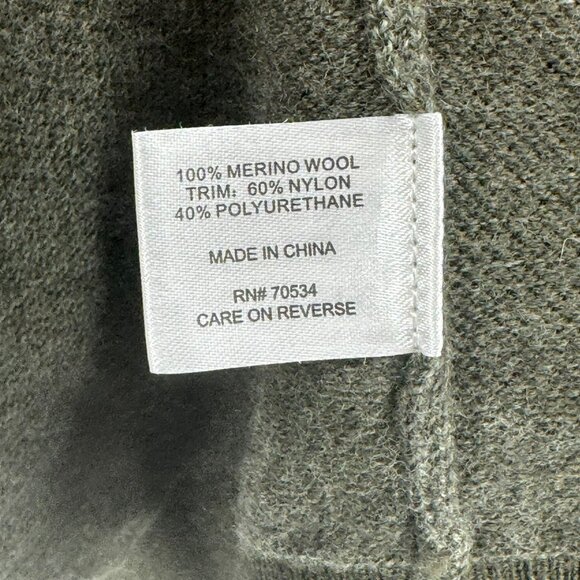 100% MERINO WOOL
TRIM: 60% NYLON
40% POLYURETHANE
MADE IN CHINA
RN# 70534
CARE ON REVERSE